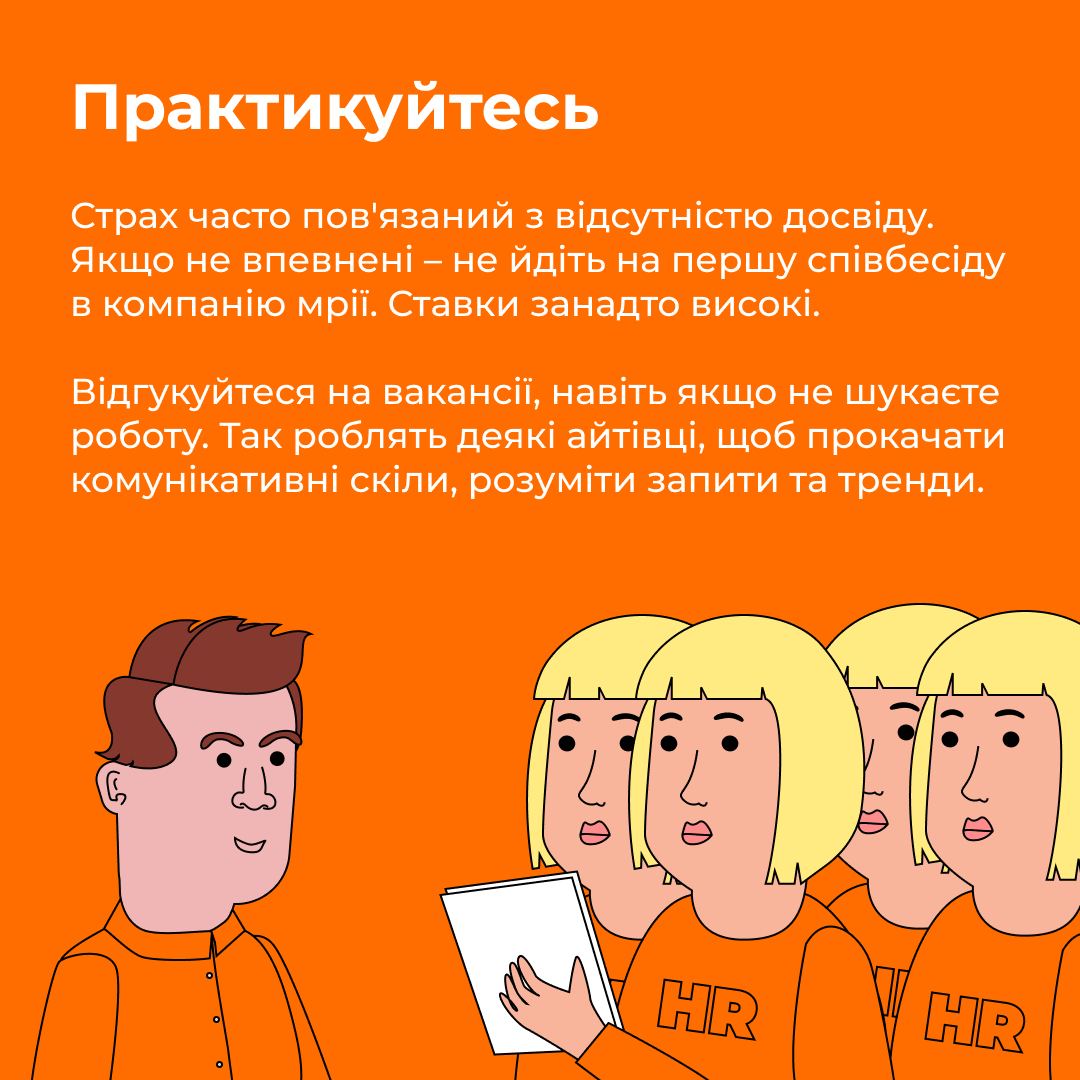 Практикуйтесь
Страх часто пов'язаний з відсутністю досвіду.
Якщо не впевнені – не йдіть на першу співбесіду
в компанію мрії. Ставки занадто високі.
Відгукуйтеся на вакансії, навіть якщо не шукаєте
роботу. Так роблять деякі айтівці, щоб прокачати
комунікативні скіли, розуміти запити та тренди.
HR
HR